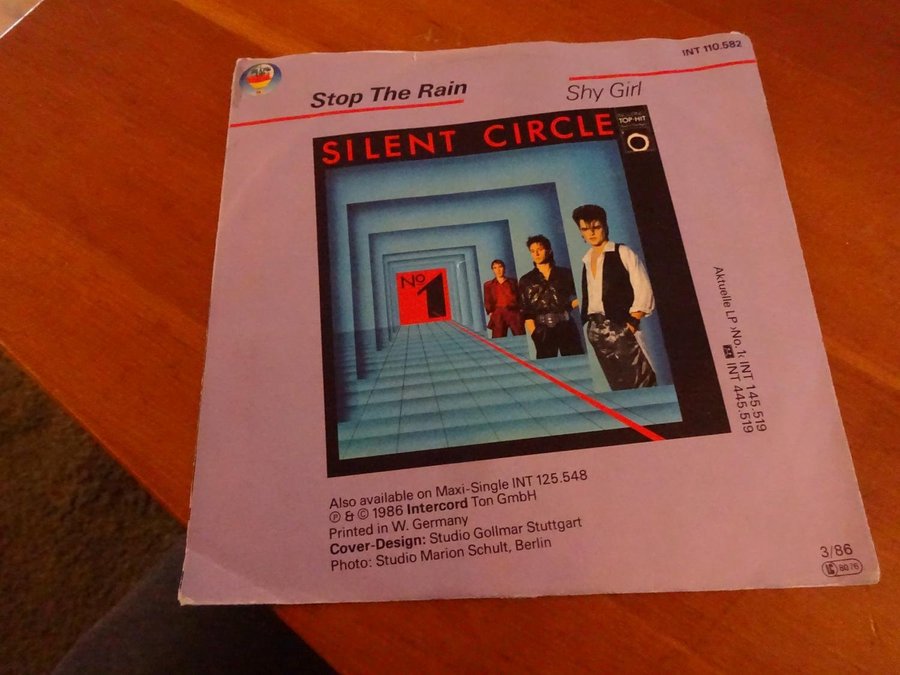 INT 110.582
Stop The Rain
Shy Girl
SILENT CIRCLE
TOP-HIT
No 1
Aktuelle LP ›No. 1‹ INT 145.519
INT 445.519
Also available on Maxi-Single INT 125.548
℗ & © 1986 Intercord Ton GmbH
Printed in W. Germany
Cover-Design: Studio Gollmar Stuttgart
Photo: Studio Marion Schult, Berlin
3/86
LC 8076